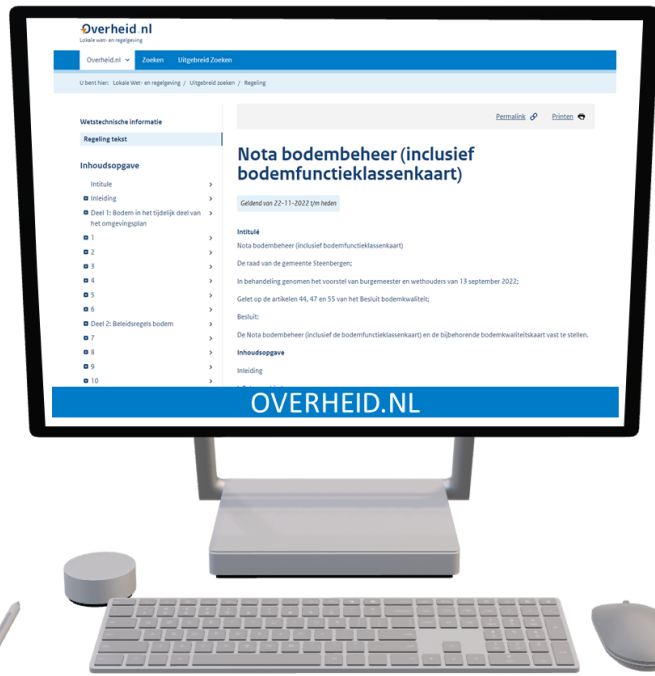 Overheid.nl
Lokale wet- en regelgeving
Overheid.nl Zoeken Uitgebreid Zoeken
U bent hier: Lokale Wet- en regelgeving / Uitgebreid zoeken / Regeling
Permalink Printen
Wetstechnische informatie
Regeling tekst
Inhoudsopgave
Intitule
Inleiding
Deel 1: Bodem in het tijdelijk deel van
het omgevingsplan
1
2
3
4
5
6
Deel 2: Beleidsregels bodem
7
8
9
10
Nota bodembeheer (inclusief
bodemfunctieklassenkaart)
Geldend van 22-11-2022 t/m heden
Intitulé
Nota bodembeheer (inclusief bodemfunctieklassenkaart)
De raad van de gemeente Steenbergen;
In behandeling genomen het voorstel van burgemeester en wethouders van 13 september 2022;
Gelet op de artikelen 44, 47 en 55 van het Besluit bodemkwaliteit;
Besluit:
De Nota bodembeheer (inclusief de bodemfunctieklassenkaart) en de bijbehorende bodemkwaliteitskaart vast te stellen.
Inhoudsopgave
Inleiding
OVERHEID.NL